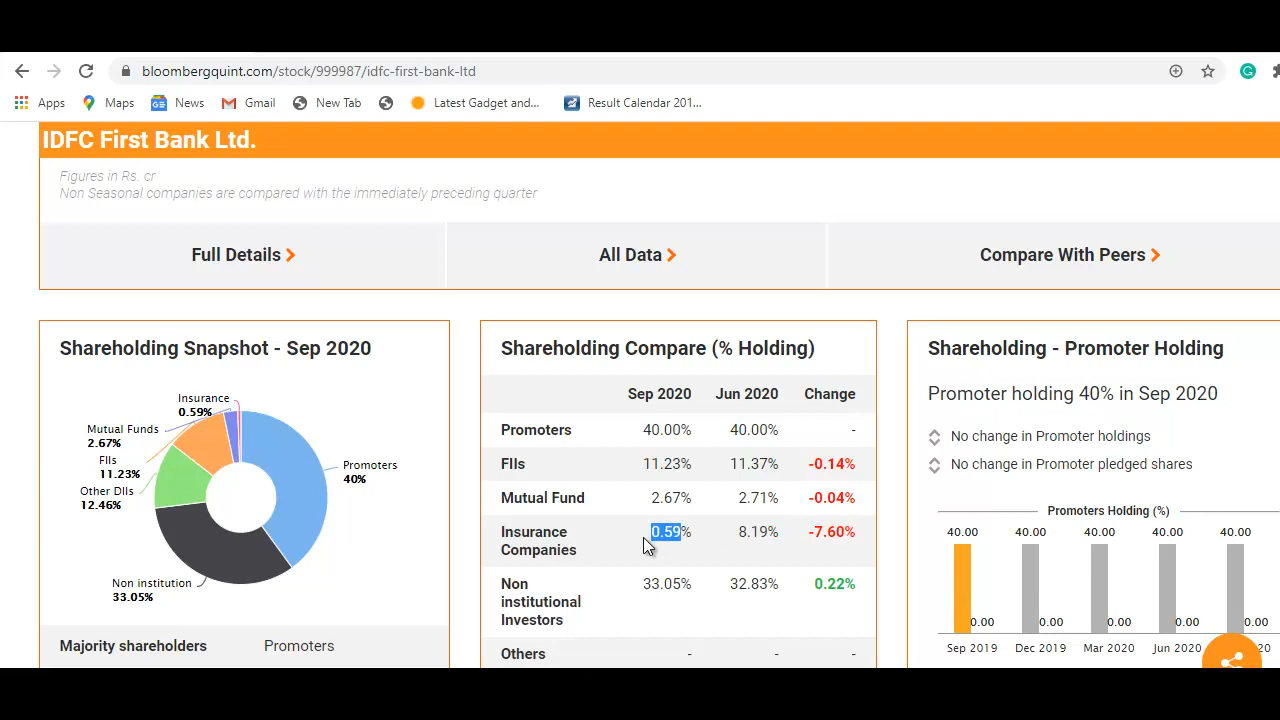 bloombergquint.com/stock/999987/idfc-first-bank-ltd
Apps Maps News Gmail New Tab Latest Gadget and... Result Calendar 201...
IDFC First Bank Ltd.
Figures in Rs. cr
Non Seasonal companies are compared with the immediately preceding quarter
Full Details All Data Compare With Peers
Shareholding Snapshot - Sep 2020
Insurance
0.59%
Mutual Funds
2.67%
FIIs
11.23%
Other DIIs
12.46%
Promoters
40%
Non institution
33.05%
Majority shareholders Promoters
Shareholding Compare (% Holding)
Sep 2020 Jun 2020 Change
Promoters 40.00% 40.00% -
FIIs 11.23% 11.37% -0.14%
Mutual Fund 2.67% 2.71% -0.04%
Insurance 0.59% 8.19% -7.60%
Companies
Non 33.05% 32.83% 0.22%
institutional
Investors
Others - - -
Shareholding - Promoter Holding
Promoter holding 40% in Sep 2020
No change in Promoter holdings
No change in Promoter pledged shares
Promoters Holding (%)
40.00 40.00 40.00 40.00 40.00
0.00 0.00 0.00 0.00 0.00
Sep 2019 Dec 2019 Mar 2020 Jun 2020